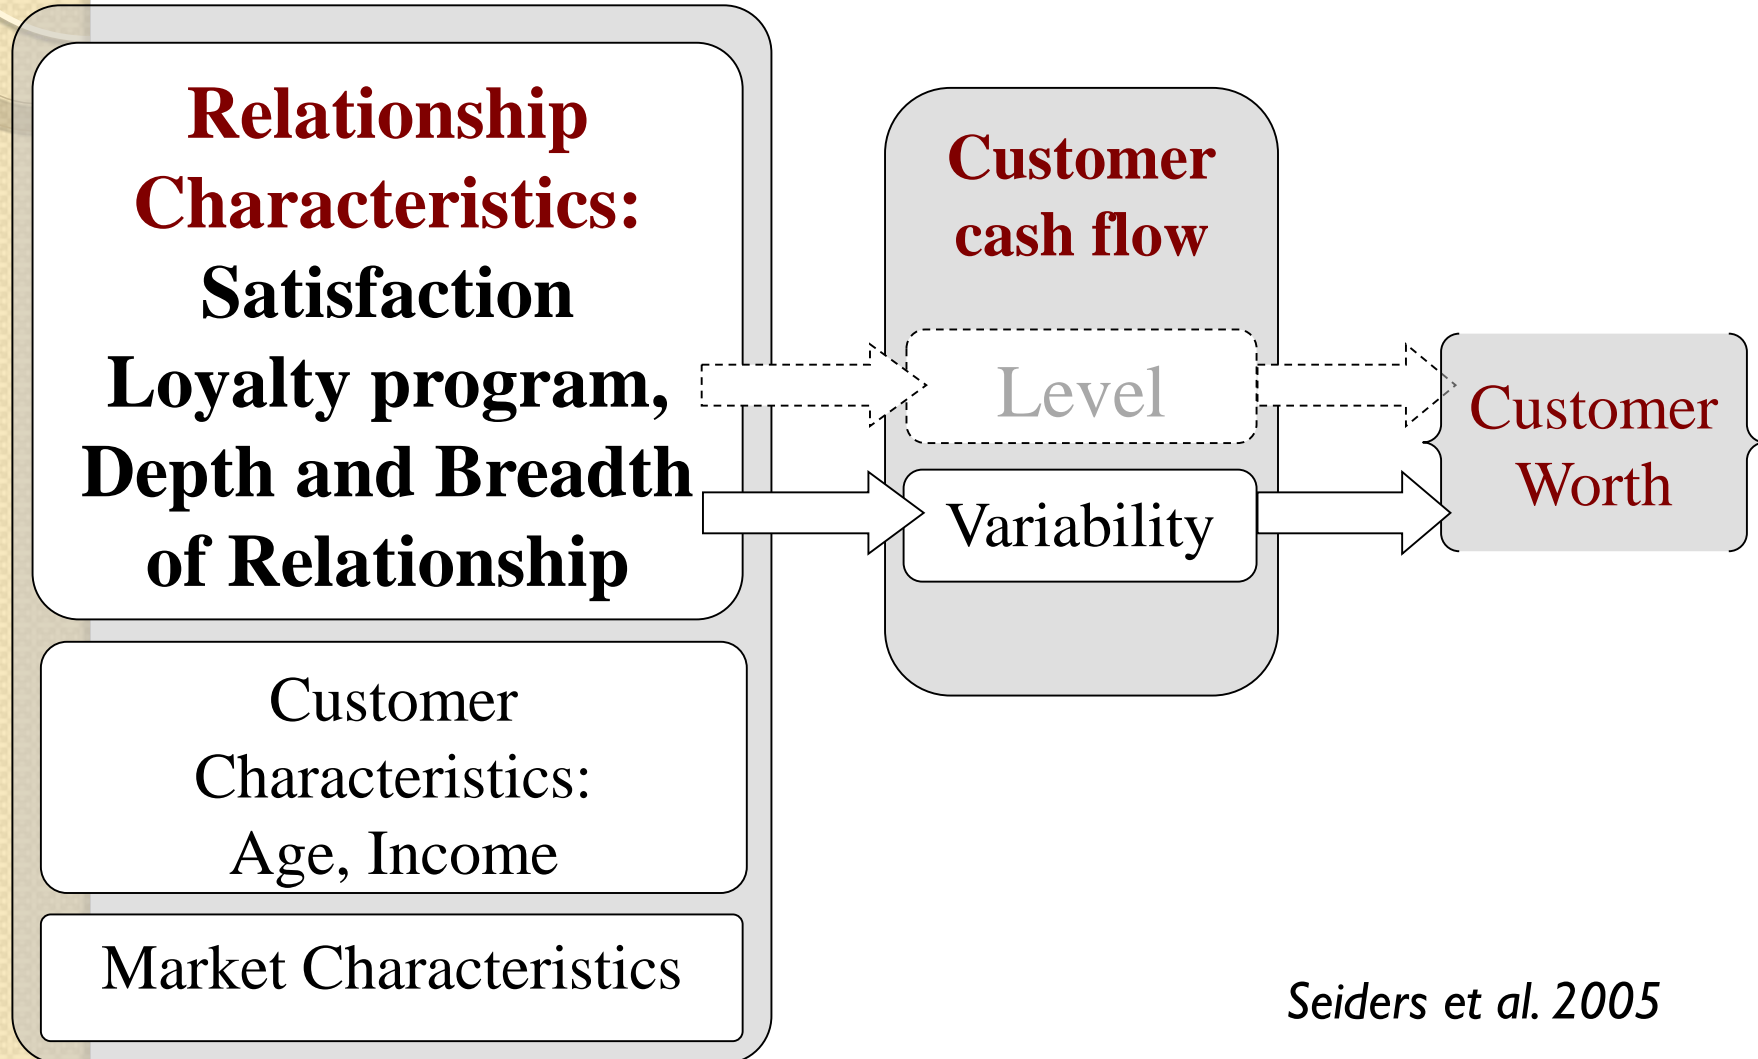 Relationship
Characteristics:
Satisfaction
Loyalty program,
Depth and Breadth
of Relationship
Customer
Characteristics:
Age, Income
Market Characteristics
Customer
cash flow
Level
Variability
Customer
Worth
Seiders et al. 2005